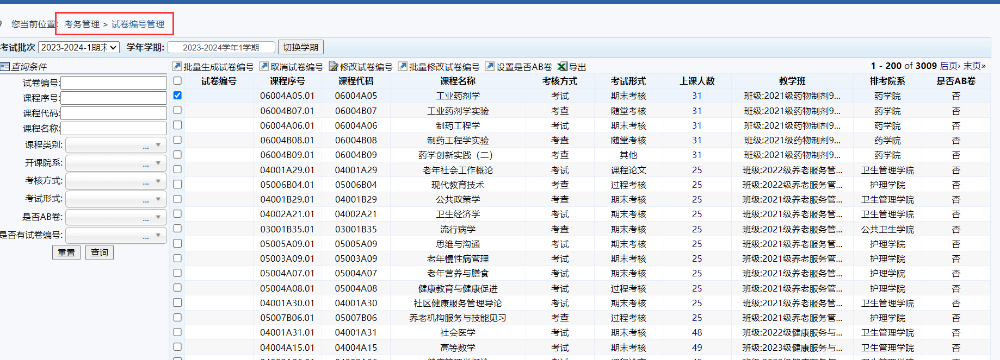 您当前位置: 考务管理 > 试卷编号管理
考试批次 2023-2024-1期末 学年学期: 2023-2024学年1学期 切换学期
查询条件
试卷编号:
课程序号:
课程代码:
课程名称:
课程类别: ...
开课院系: ...
考核方式: ...
考试形式: ...
是否AB卷: ...
是否有试卷编号: ...
重置 查询
批量生成试卷编号 取消试卷编号 修改试卷编号 批量修改试卷编号 设置是否AB卷 导出 1 - 200 of 3009 后页› 末页»
试卷编号 课程序号 课程代码 课程名称 考核方式 考试形式 上课人数 教学班 排考院系 是否AB卷
06004A05.01 06004A05 工业药剂学 考试 期末考核 31 班级:2021级药物制剂9... 药学院 否
06004B07.01 06004B07 工业药剂学实验 考查 随堂考核 31 班级:2021级药物制剂9... 药学院 否
06004A06.01 06004A06 制药工程学 考试 期末考核 31 班级:2021级药物制剂9... 药学院 否
06004B08.01 06004B08 制药工程学实验 考查 随堂考核 31 班级:2021级药物制剂9... 药学院 否
06004B09.01 06004B09 药学创新实践（二） 考查 其他 31 班级:2021级药物制剂9... 药学院 否
04001A29.01 04001A29 老年社会工作概论 考试 课程论文 25 班级:2022级养老服务管... 卫生管理学院 否
05006B04.01 05006B04 现代教育技术 考查 过程考核 25 班级:2022级养老服务管... 护理学院 否
04001B29.01 04001B29 公共政策学 考查 期末考核 25 班级:2022级养老服务管... 卫生管理学院 否
04002A21.01 04002A21 卫生经济学 考试 期末考核 25 班级:2022级养老服务管... 卫生管理学院 否
03001B35.01 03001B35 流行病学 考查 期末考核 25 班级:2022级养老服务管... 公共卫生学院 否
05005A09.01 05005A09 思维与沟通 考试 期末考核 25 班级:2022级养老服务管... 护理学院 否
05003A09.01 05003A09 老年慢性病管理 考试 期末考核 25 班级:2021级养老服务管... 护理学院 否
05004A07.01 05004A07 老年营养与膳食 考试 期末考核 25 班级:2021级养老服务管... 护理学院 否
05004A08.01 05004A08 健康教育与健康促进 考试 过程考核 25 班级:2021级养老服务管... 护理学院 否
04001A30.01 04001A30 社区健康服务管理导论 考试 期末考核 25 班级:2021级养老服务管... 卫生管理学院 否
05007B06.01 05007B06 养老机构服务与技能见习 考查 过程考核 25 班级:2021级养老服务管... 护理学院 否
04001A31.01 04001A31 社会医学 考试 期末考核 48 班级:2022级健康服务与... 卫生管理学院 否
04004A15.01 04004A15 高等数学 考试 期末考核 49 班级:2023级健康服务与... 卫生管理学院 否